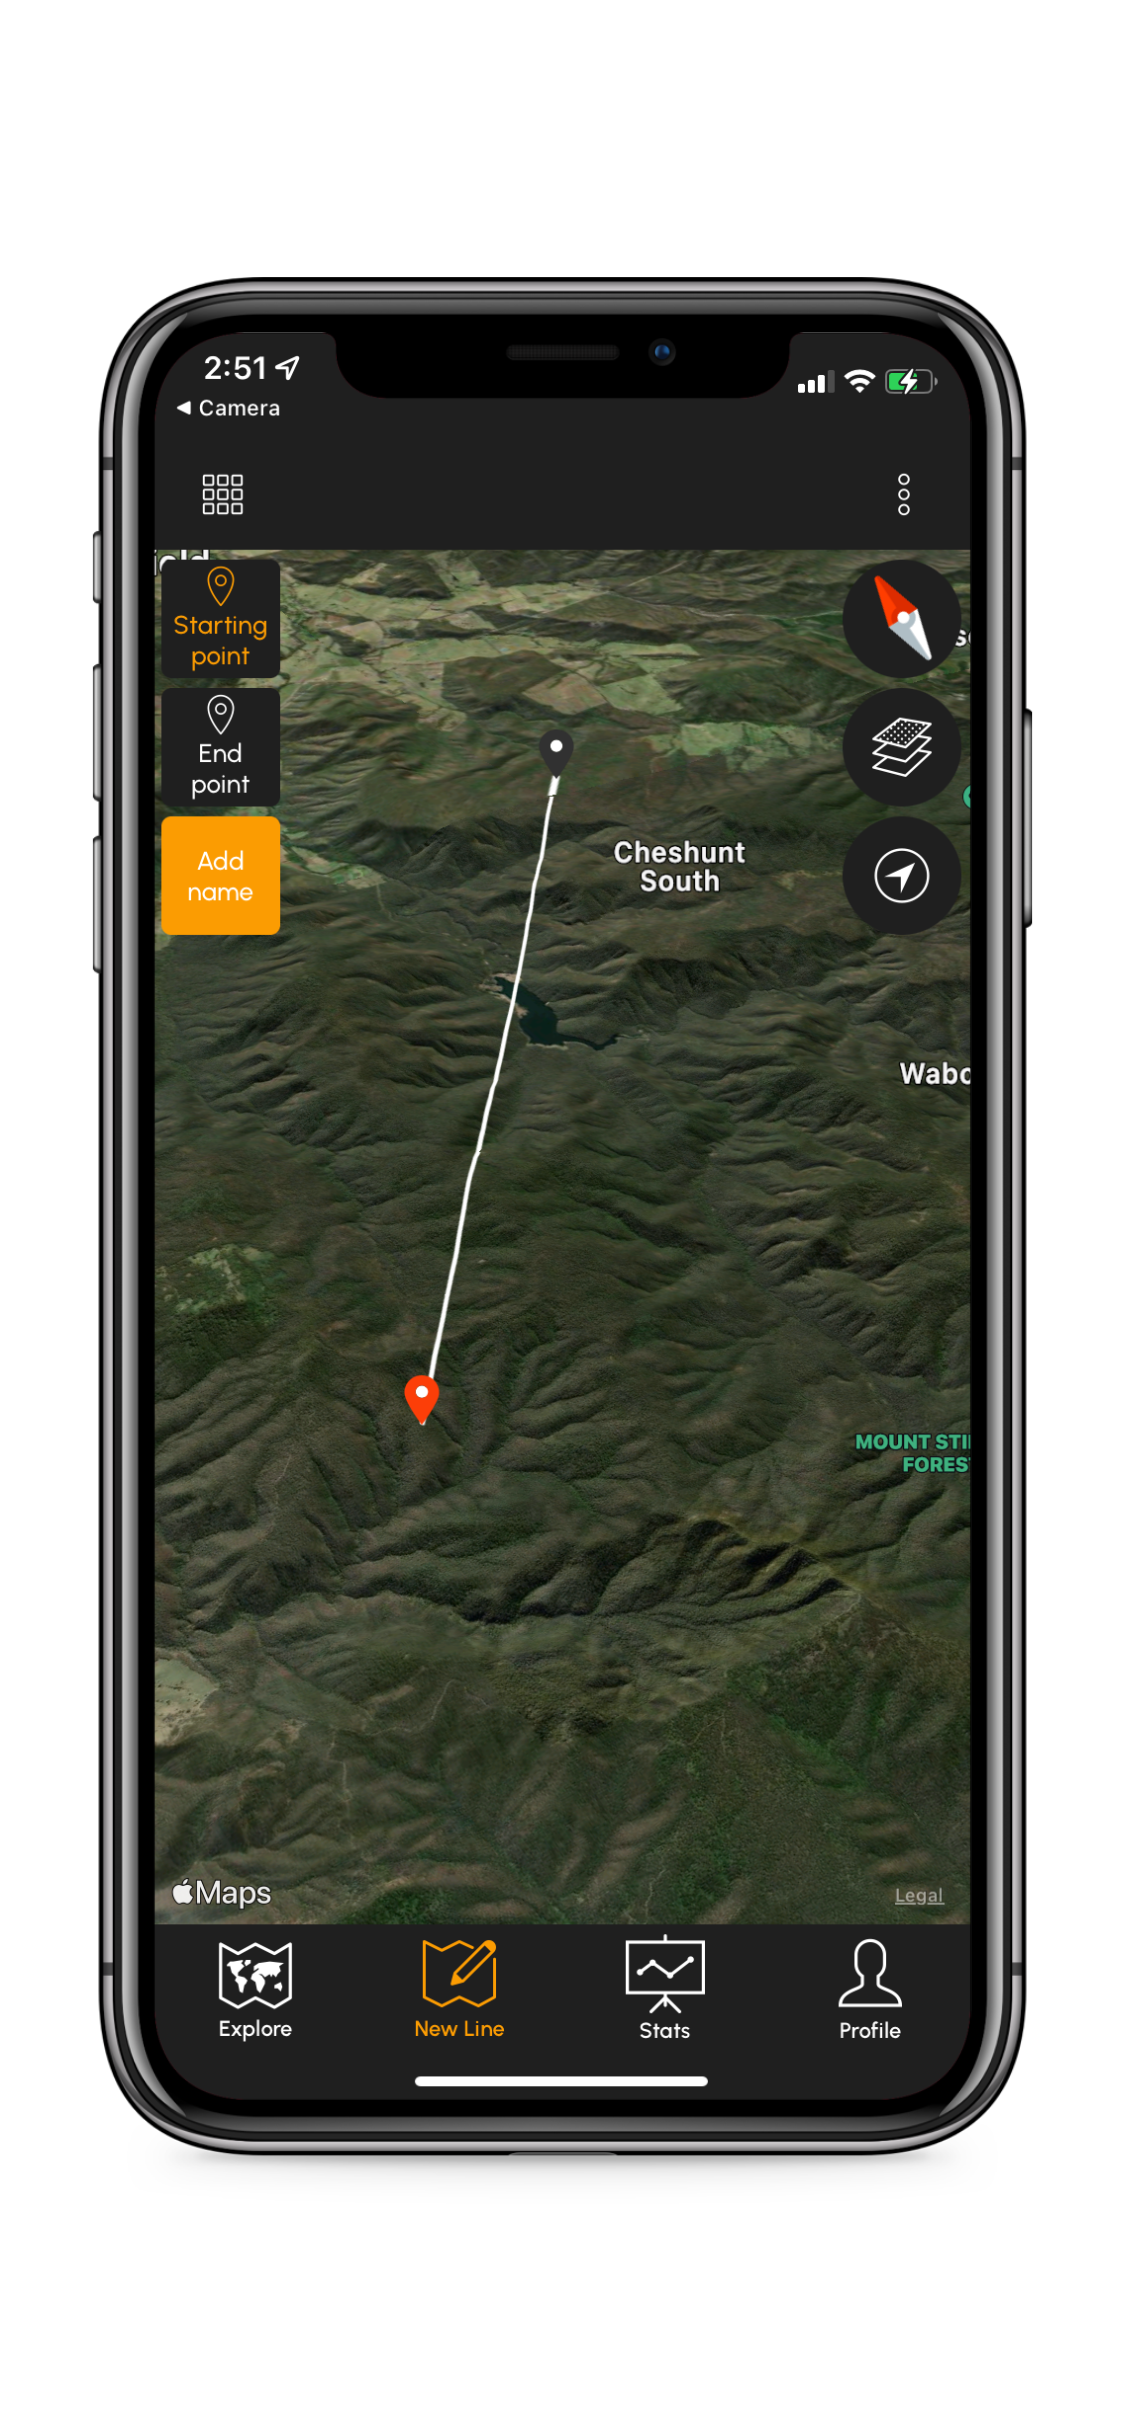 2:51
Camera
Starting
point
End
point
Add
name
Cheshunt
South
Wabo
MOUNT STI
FORES
Maps
Legal
Explore
New Line
Stats
Profile